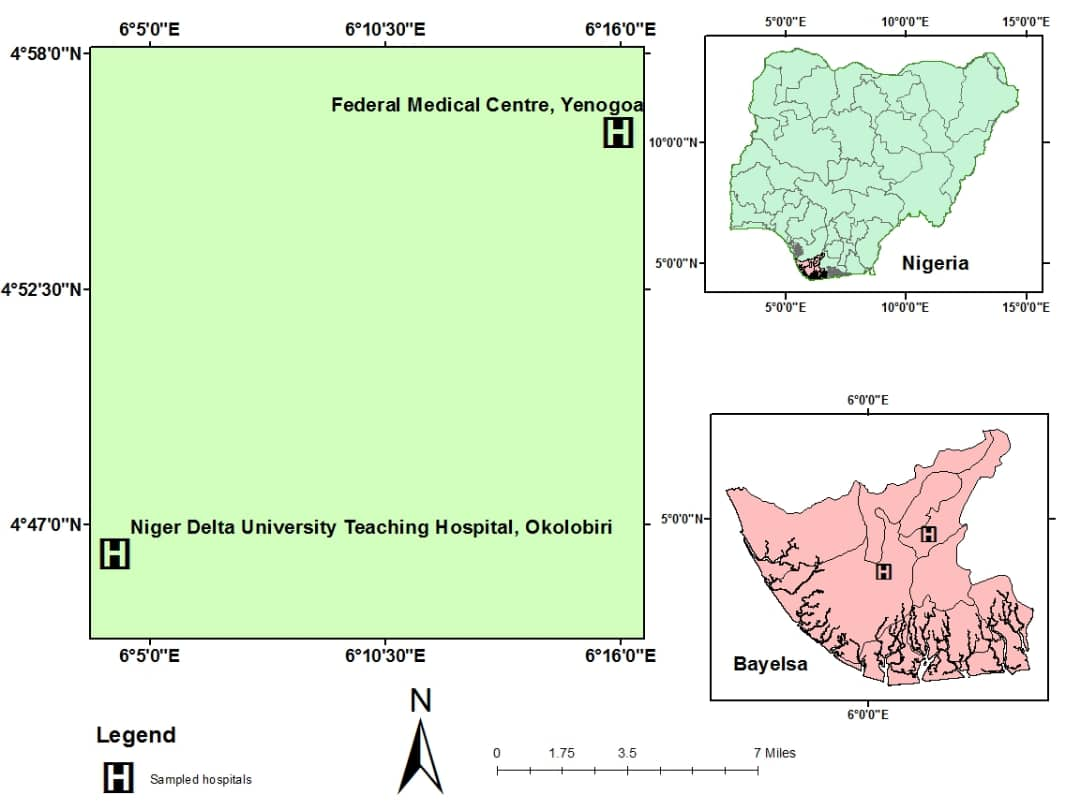 6°5'0"E 6°10'30"E 6°16'0"E
4°58'0"N
Federal Medical Centre, Yenogoa
4°52'30"N
4°47'0"N
Niger Delta University Teaching Hospital, Okolobiri
6°5'0"E 6°10'30"E 6°16'0"E
5°0'0"E 10°0'0"E 15°0'0"E
10°0'0"N
5°0'0"N
Nigeria
5°0'0"E 10°0'0"E 15°0'0"E
6°0'0"E
5°0'0"N
Bayelsa
6°0'0"E
N
Legend
H Sampled hospitals
0 1.75 3.5 7 Miles
H
H
H
H